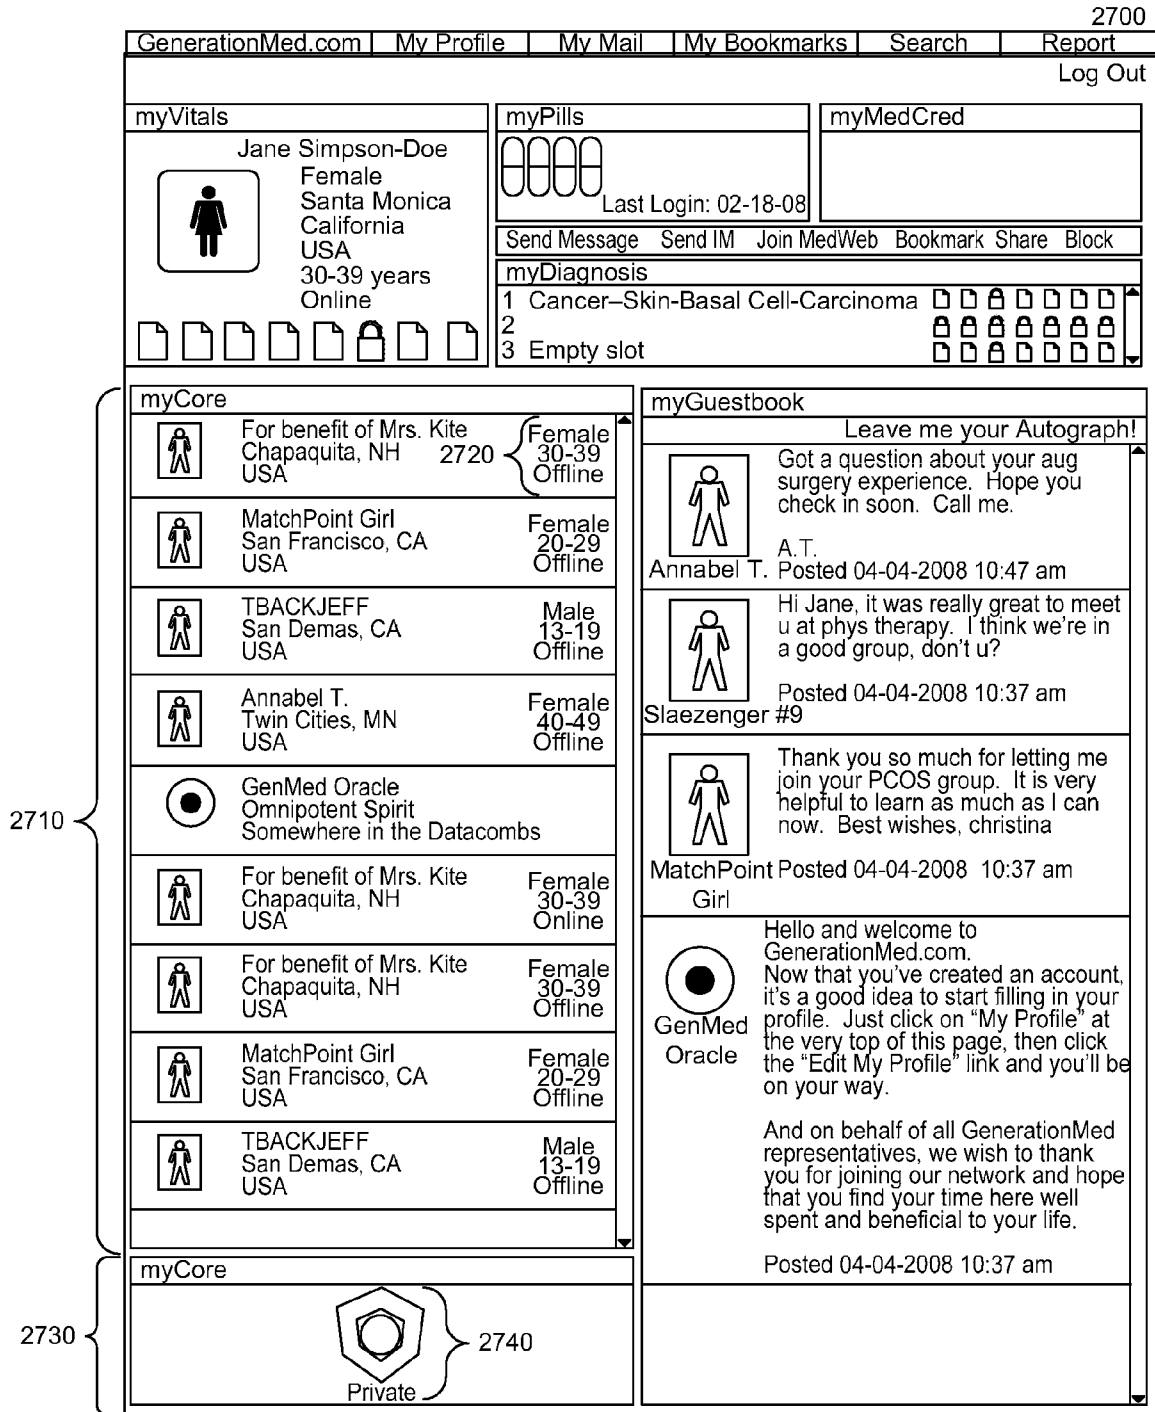 2700
GenerationMed.com My Profile My Mail My Bookmarks Search Report
Log Out
myVitals
Jane Simpson-Doe
Female
Santa Monica
California
USA
30-39 years
Online
myPills
Last Login: 02-18-08
myMedCred
Send Message Send IM Join MedWeb Bookmark Share Block
myDiagnosis
1 Cancer–Skin-Basal Cell-Carcinoma
2
3 Empty slot
2710
myCore
For benefit of Mrs. Kite
Chapaquita, NH
USA
2720
Female
30-39
Offline
MatchPoint Girl
San Francisco, CA
USA
Female
20-29
Offline
TBACKJEFF
San Demas, CA
USA
Male
13-19
Offline
Annabel T.
Twin Cities, MN
USA
Female
40-49
Offline
GenMed Oracle
Omnipotent Spirit
Somewhere in the Datacombs
For benefit of Mrs. Kite
Chapaquita, NH
USA
Female
30-39
Online
For benefit of Mrs. Kite
Chapaquita, NH
USA
Female
30-39
Offline
MatchPoint Girl
San Francisco, CA
USA
Female
20-29
Offline
TBACKJEFF
San Demas, CA
USA
Male
13-19
Offline
2730
myCore
2740
Private
myGuestbook
Leave me your Autograph!
Got a question about your aug
surgery experience. Hope you
check in soon. Call me.
A.T.
Annabel T. Posted 04-04-2008 10:47 am
Hi Jane, it was really great to meet
u at phys therapy. I think we're in
a good group, don't u?
Posted 04-04-2008 10:37 am
Slaezenger #9
Thank you so much for letting me
join your PCOS group. It is very
helpful to learn as much as I can
now. Best wishes, christina
MatchPoint Posted 04-04-2008 10:37 am
Girl
Hello and welcome to
GenerationMed.com.
Now that you've created an account,
it's a good idea to start filling in your
profile. Just click on "My Profile" at
the very top of this page, then click
the "Edit My Profile" link and you'll be
on your way.
GenMed
Oracle
And on behalf of all GenerationMed
representatives, we wish to thank
you for joining our network and hope
that you find your time here well
spent and beneficial to your life.
Posted 04-04-2008 10:37 am